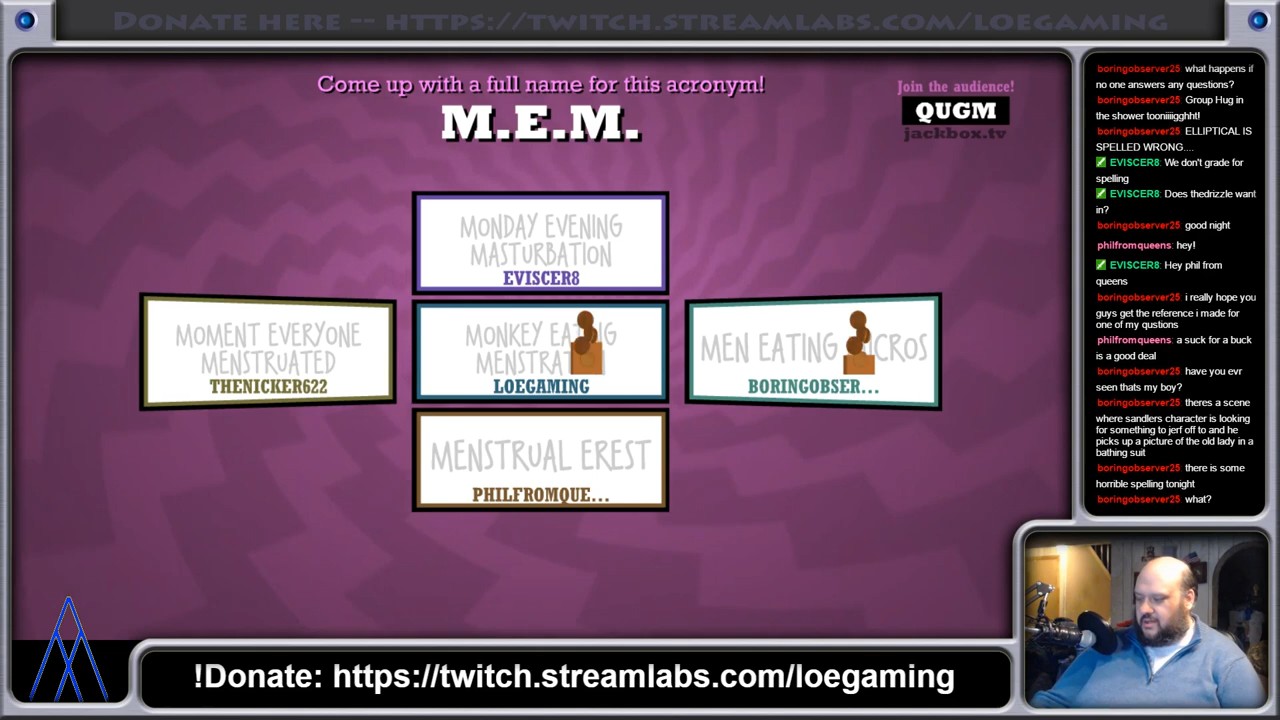 DONATE HERE -- HTTPS://TWITCH.STREAMLABS.COM/LOEGAMING
Come up with a full name for this acronym!
M.E.M.
Join the audience!
QUGM
jackbox.tv
MONDAY EVENING
MASTURBATION
EVISCER8
MOMENT EVERYONE
MENSTRUATED
THENICKER622
MONKEY
LOEGAMING
MEN EATING
BORINGOBSER...
MENSTRUAL EREST
PHILFROMQUE...
boringobserver25 what happens if
no one answers any questions?
boringobserver25 Group Hug in
the shower tooniiiigghht!
boringobserver25 ELLIPTICAL IS
SPELLED WRONG....
EVISCER8: We don't grade for
spelling
EVISCER8: Does thedrizzle want
in?
boringobserver25 good night
philfromqueens: hey!
EVISCER8: Hey phil from
queens
boringobserver25 i really hope you
guys get the reference i made for
one of my qustions
philfromqueens: a suck for a buck
is a good deal
boringobserver25 have you evr
seen thats my boy?
boringobserver25 theres a scene
where sandlers character is looking
for something to jerf off to and he
picks up a picture of the old lady in a
bathing suit
boringobserver25 there is some
horrible spelling tonight
boringobserver25 what?
!Donate: https://twitch.streamlabs.com/loegaming